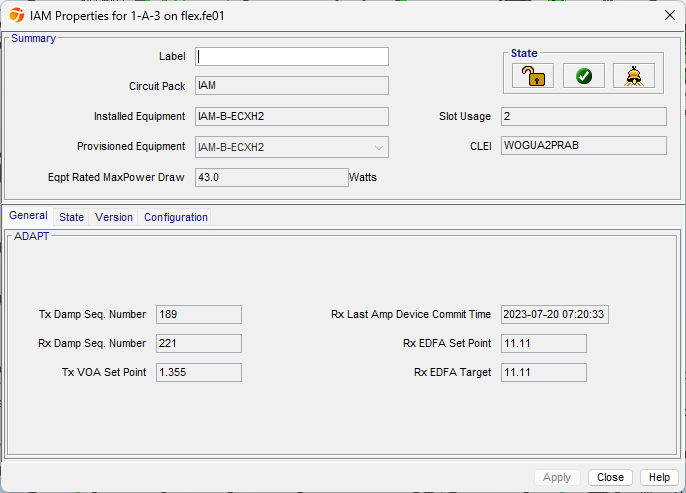 IAM Properties for 1-A-3 on flex.fe01
Summary
Label
Circuit Pack IAM
Installed Equipment IAM-B-ECXH2
Provisioned Equipment IAM-B-ECXH2
Eqpt Rated MaxPower Draw 43.0 Watts
State
Slot Usage 2
CLEI WOGUA2PRAB
General State Version Configuration
ADAPT
Tx Damp Seq. Number 189
Rx Damp Seq. Number 221
Tx VOA Set Point 1.355
Rx Last Amp Device Commit Time 2023-07-20 07:20:33
Rx EDFA Set Point 11.11
Rx EDFA Target 11.11
Apply Close Help